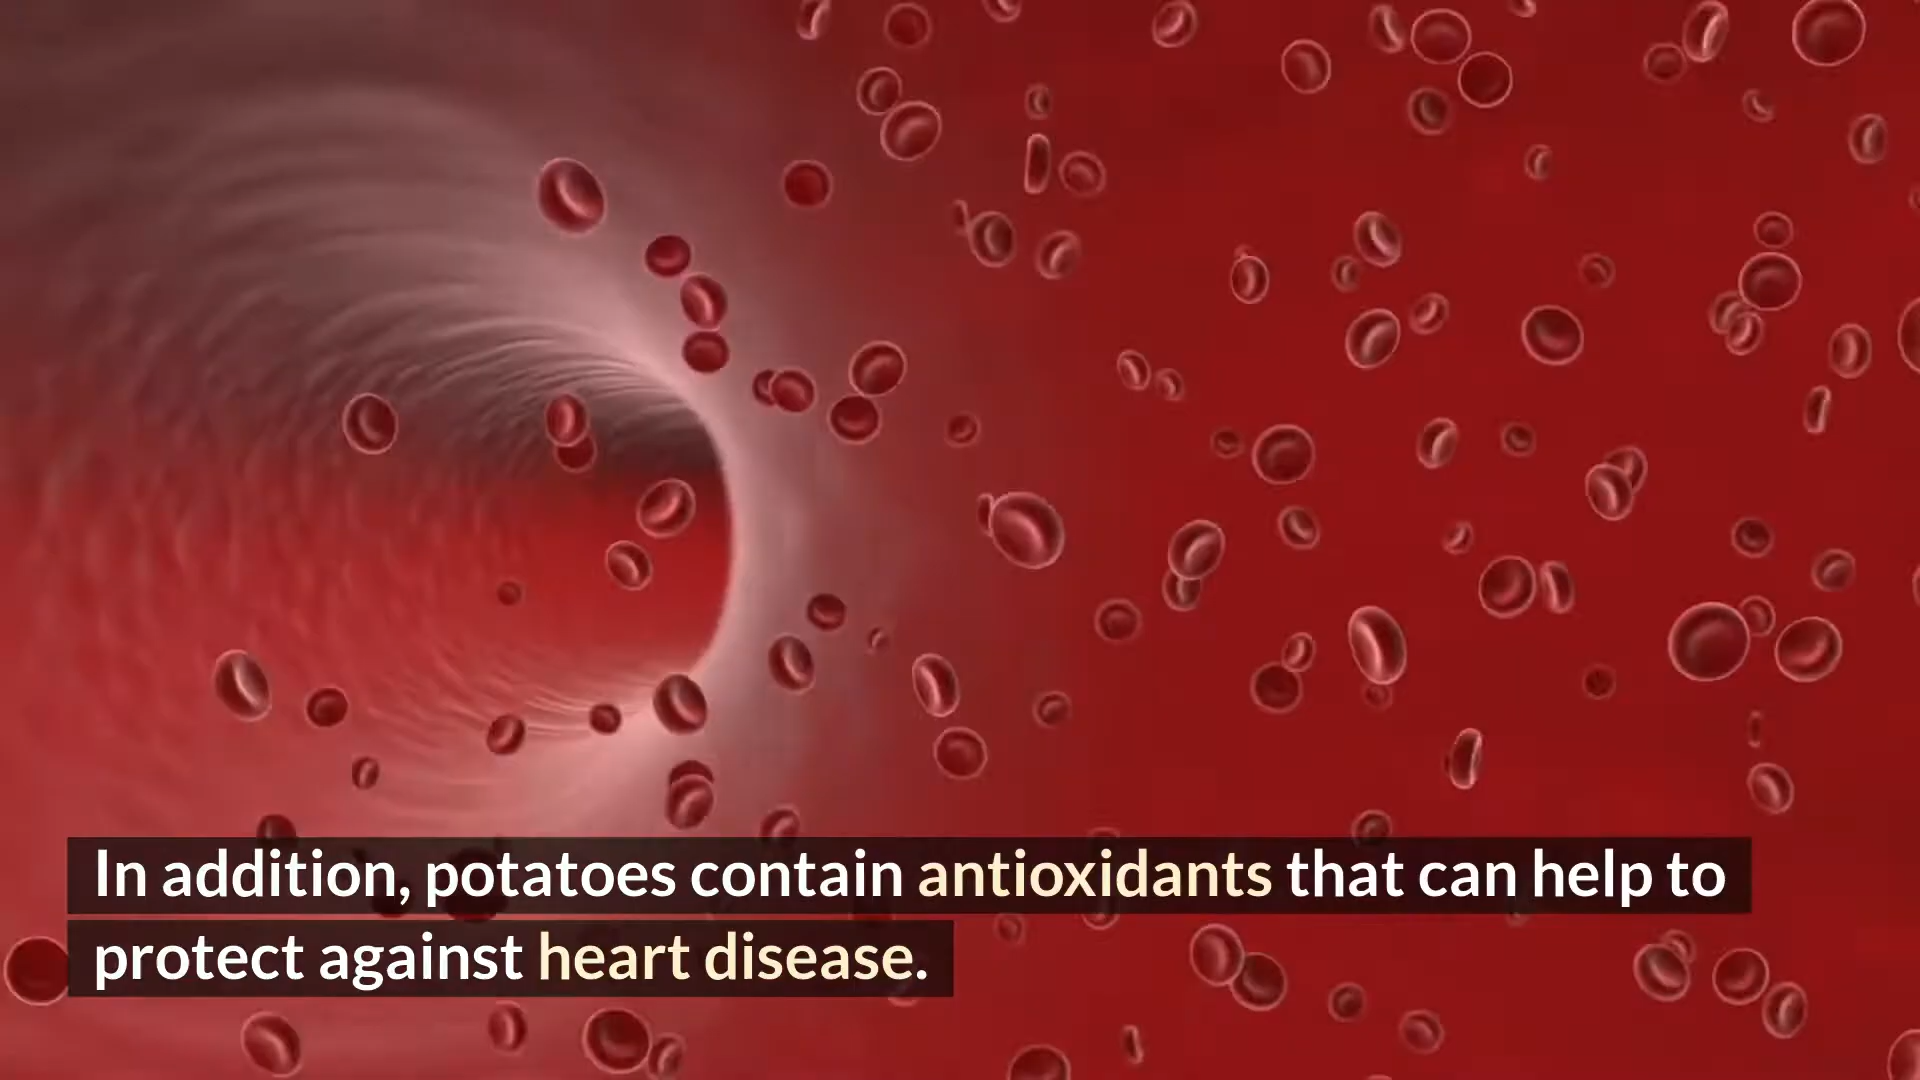 In addition, potatoes contain antioxidants that can help to
protect against heart disease.